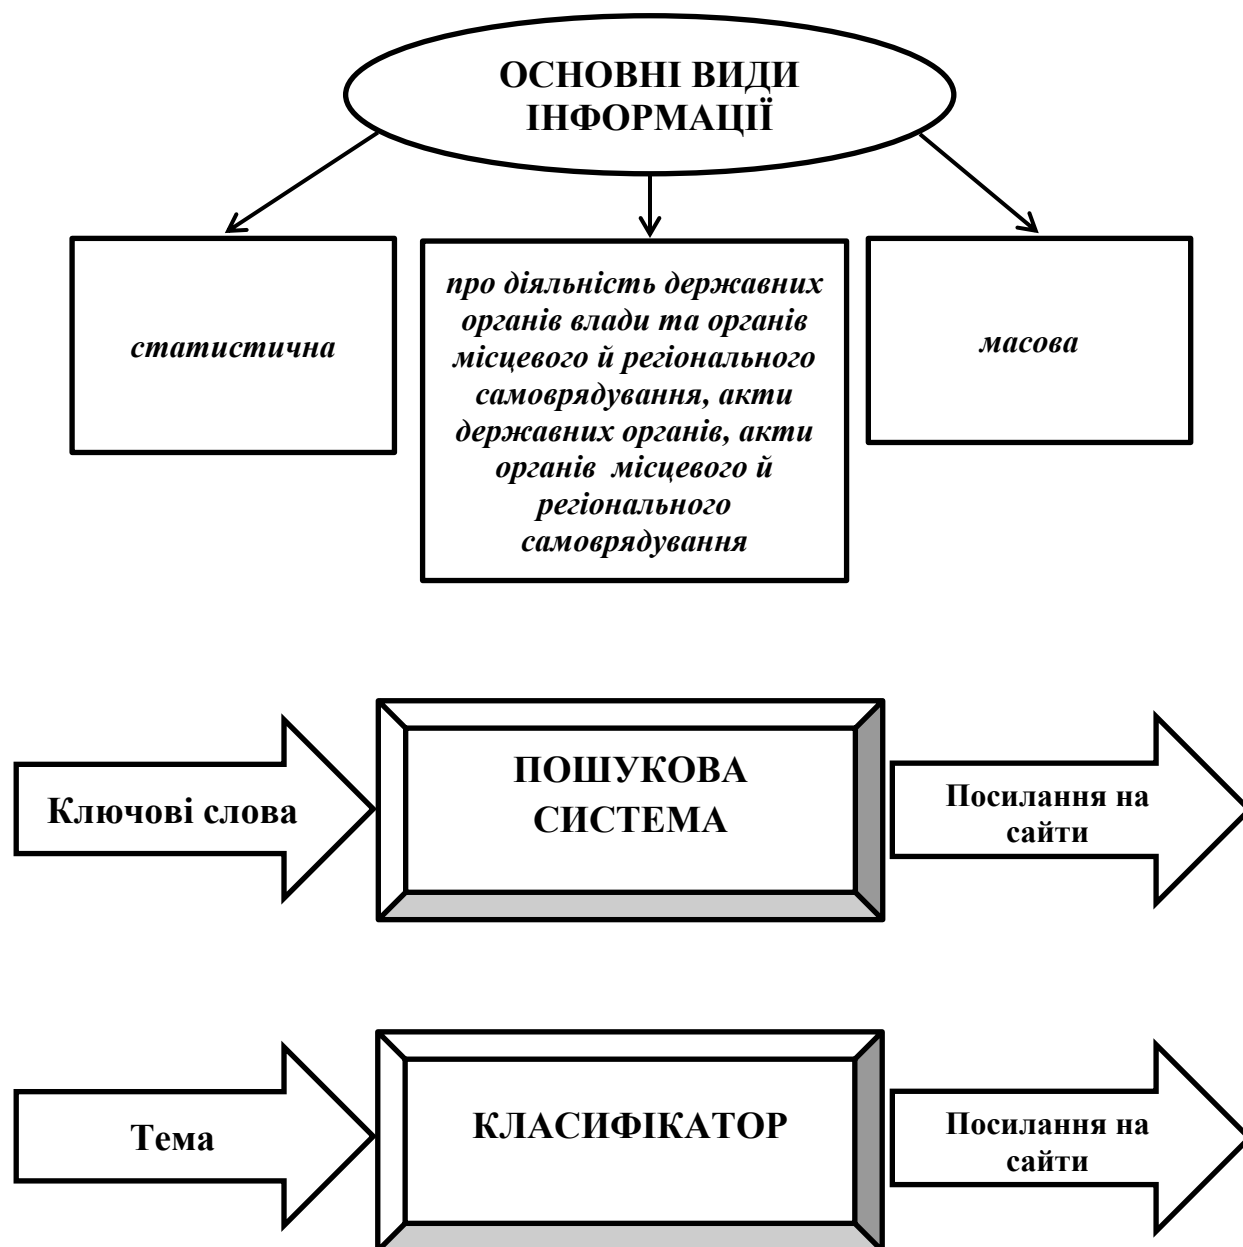 ОСНОВНІ ВИДИ
ІНФОРМАЦІЇ
статистична
про діяльність державних
органів влади та органів
місцевого й регіонального
самоврядування, акти
державних органів, акти
органів місцевого й
регіонального
самоврядування
масова
Ключові слова
ПОШУКОВА
СИСТЕМА
Посилання на
сайти
Тема
КЛАСИФІКАТОР
Посилання на
сайти